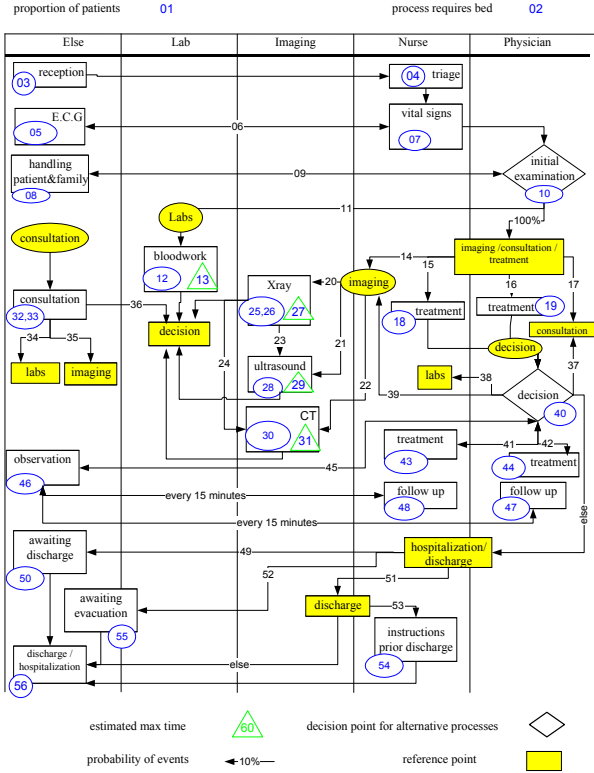 proportion of patients 01 process requires bed 02
Else Lab Imaging Nurse Physician
reception
03
04 triage
E.C.G
05
06
vital signs
07
handling
patient&family
08
09
initial
examination
10
11
100%
Labs
consultation
imaging /consultation /
treatment
bloodwork
12 13
14
15
16
17
imaging
Xray
20
25,26 27
treatment
18
treatment 19
consultation
consultation
32,33
36
decision
decision
34
35
23
21
24
22
37
labs
imaging
ultrasound
28 29
labs
38
39
decision
40
CT
30 31
treatment
43
41
42
treatment
44
observation
46
45
every 15 minutes
follow up
48
follow up
47
every 15 minutes
else
awaiting
discharge
50
49
hospitalization/
discharge
52
51
awaiting
evacuation
55
discharge
53
instructions
prior discharge
54
else
discharge /
hospitalization
56
estimated max time 60 decision point for alternative processes
probability of events 10% reference point